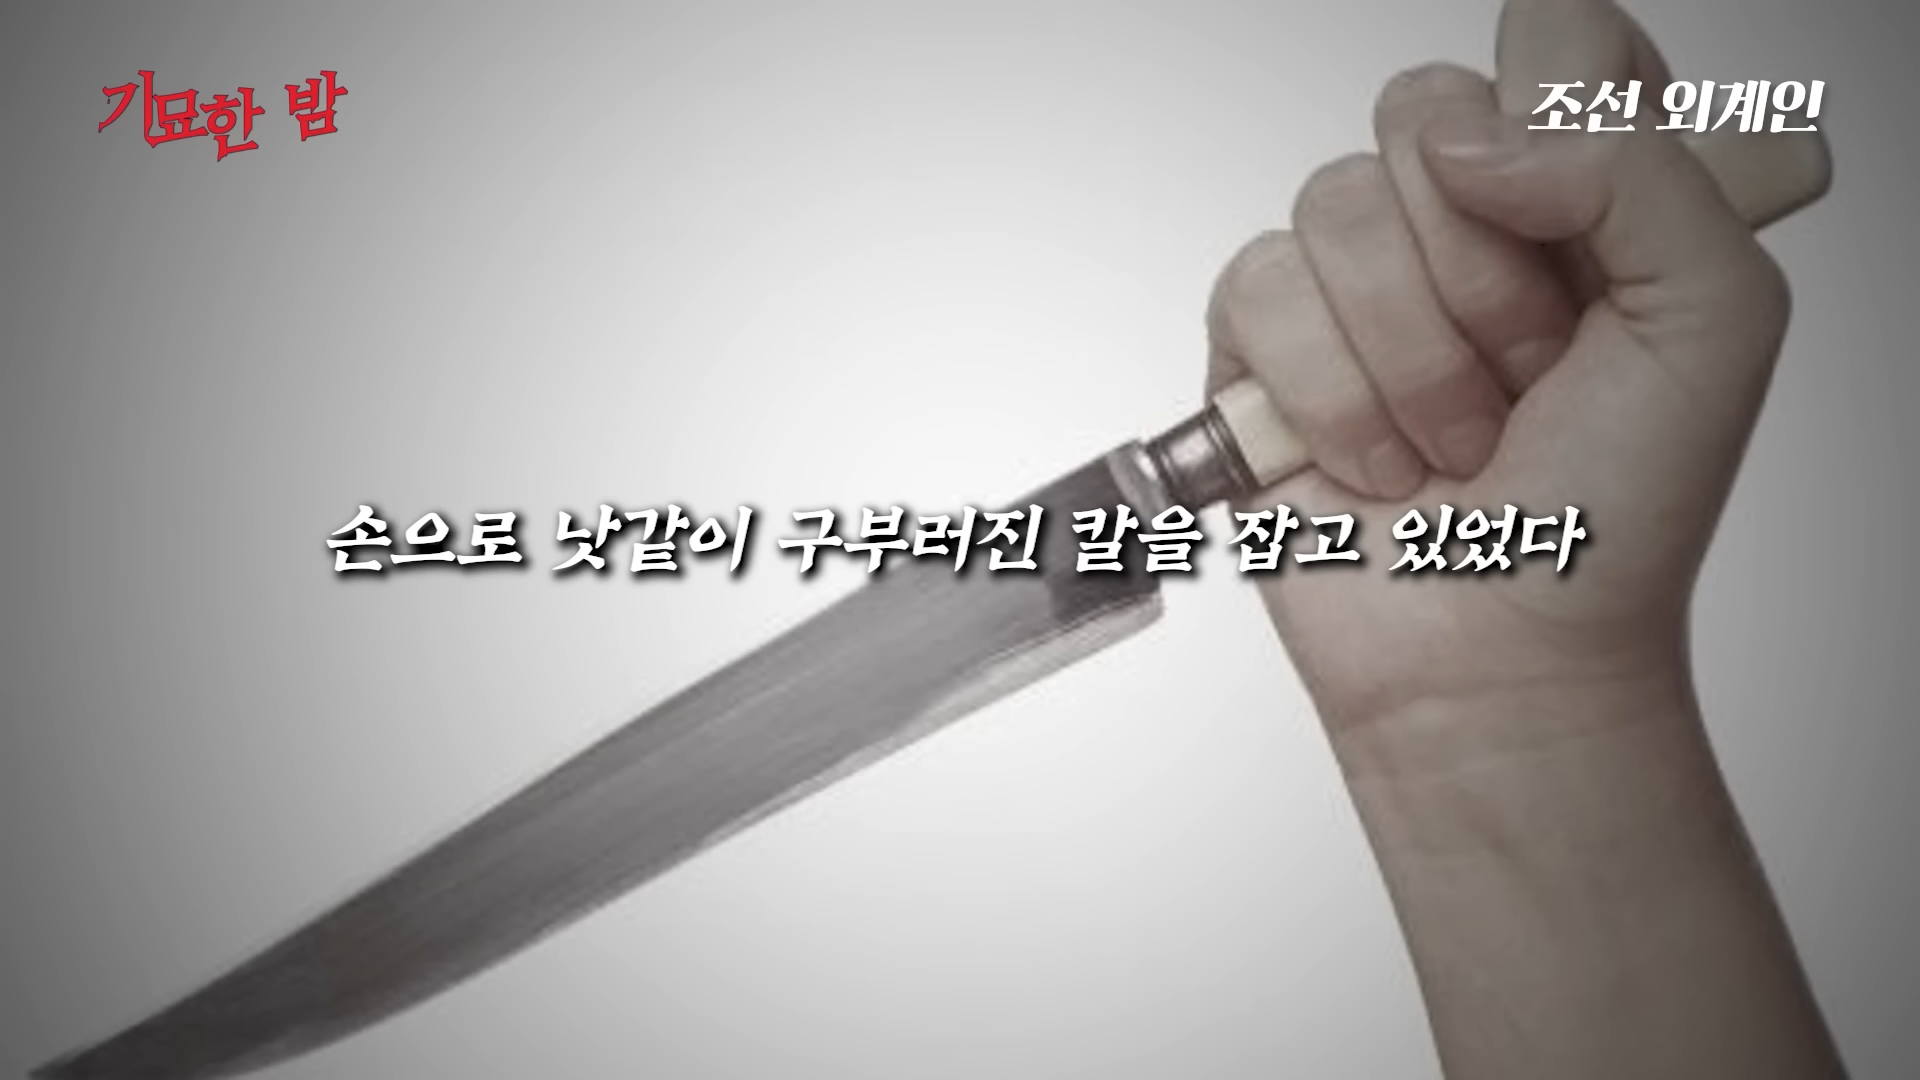 기묘한 밤
조선 외계인
손으로 낫같이 구부러진 칼을 잡고 있었다